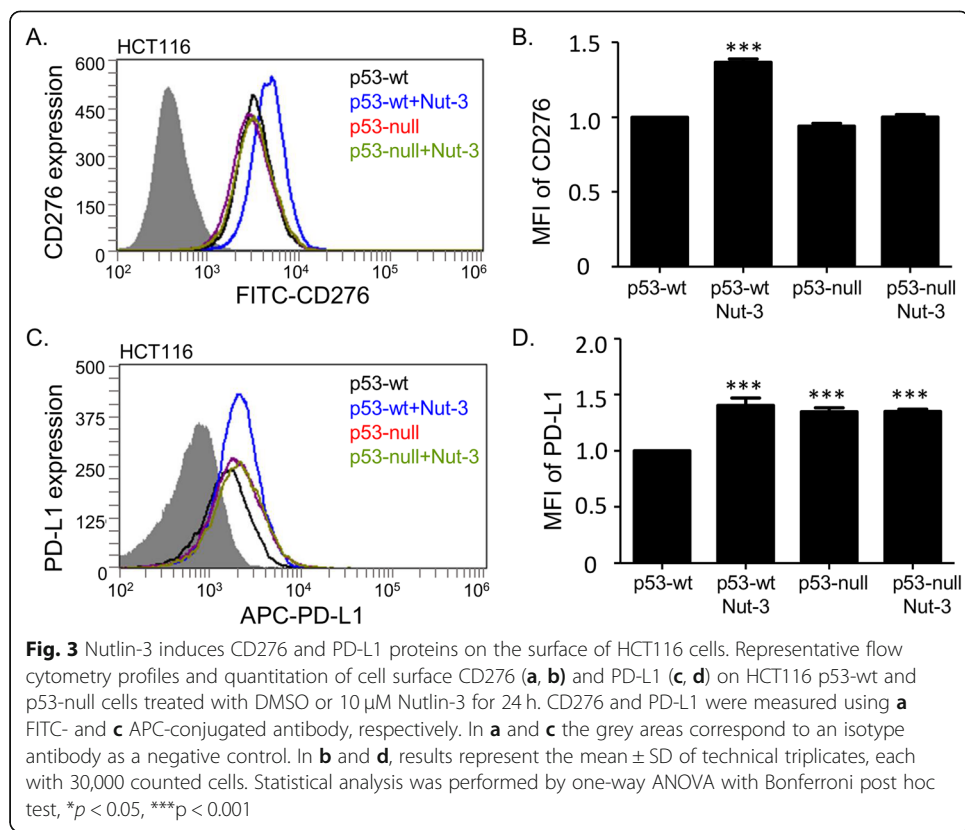 A.
HCT116
CD276 expression
600
450
300
150
0
p53-wt
p53-wt+Nut-3
p53-null
p53-null+Nut-3
10² 10³ 10⁴ 10⁵ 10⁶
FITC-CD276
B.
MFI of CD276
1.5
1.0
0.5
0
***
p53-wt
p53-wt
Nut-3
p53-null
p53-null
Nut-3
C.
HCT116
PD-L1 expression
500
375
250
125
0
p53-wt
p53-wt+Nut-3
p53-null
p53-null+Nut-3
10² 10³ 10⁴ 10⁵ 10⁶
APC-PD-L1
D.
MFI of PD-L1
2.0
1.5
1.0
0.5
0
*** *** ***
p53-wt
p53-wt
Nut-3
p53-null
p53-null
Nut-3
Fig. 3 Nutlin-3 induces CD276 and PD-L1 proteins on the surface of HCT116 cells. Representative flow
cytometry profiles and quantitation of cell surface CD276 (a, b) and PD-L1 (c, d) on HCT116 p53-wt and
p53-null cells treated with DMSO or 10 μM Nutlin-3 for 24 h. CD276 and PD-L1 were measured using a
FITC- and c APC-conjugated antibody, respectively. In a and c the grey areas correspond to an isotype
antibody as a negative control. In b and d, results represent the mean ± SD of technical triplicates, each
with 30,000 counted cells. Statistical analysis was performed by one-way ANOVA with Bonferroni post hoc
test, *p < 0.05, ***p < 0.001